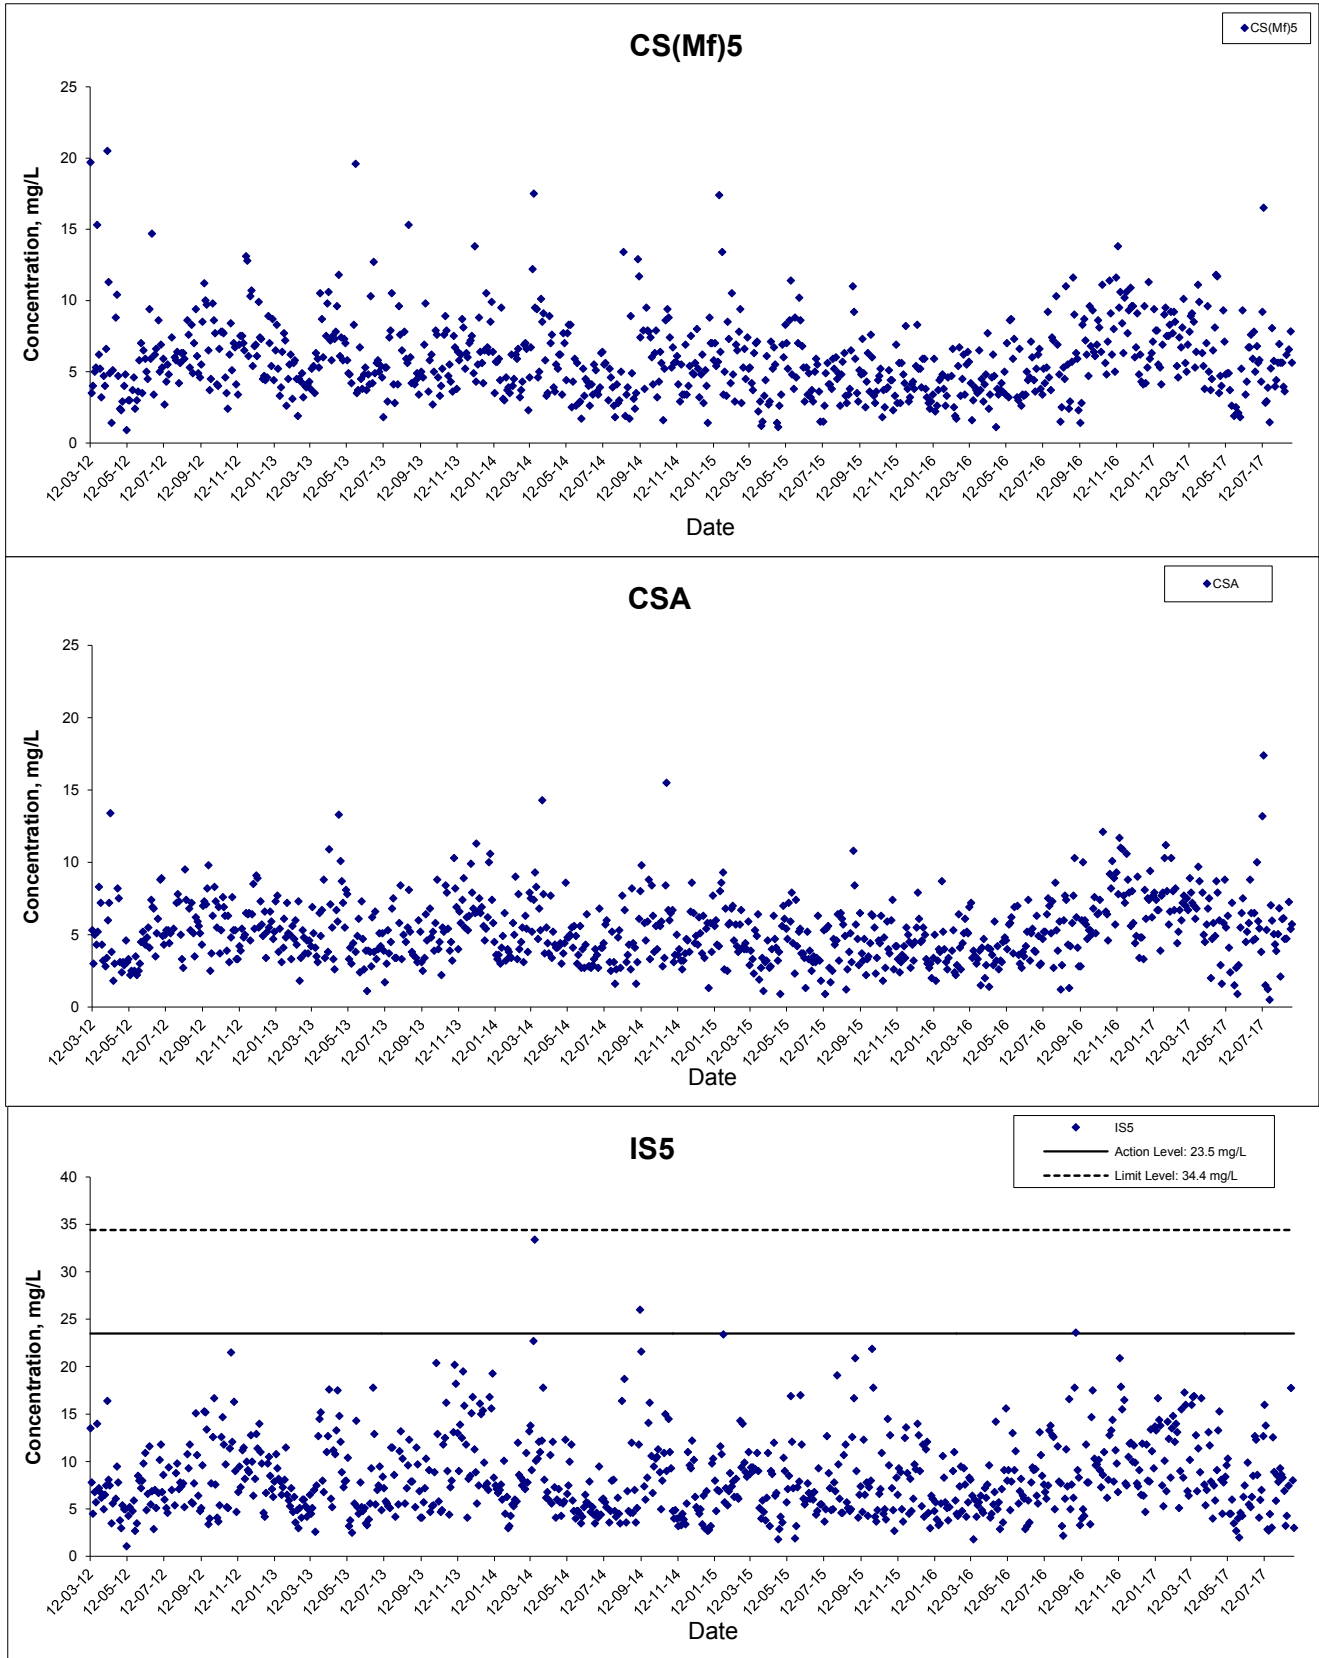 CS(Mf)5
CS(Mf)5
25
20
15
10
5
0
Concentration, mg/L
12-03-12 12-05-12 12-07-12 12-09-12 12-11-12 12-01-13 12-03-13 12-05-13 12-07-13 12-09-13 12-11-13 12-01-14 12-03-14 12-05-14 12-07-14 12-09-14 12-11-14 12-01-15 12-03-15 12-05-15 12-07-15 12-09-15 12-11-15 12-01-16 12-03-16 12-05-16 12-07-16 12-09-16 12-11-16 12-01-17 12-03-17 12-05-17 12-07-17
Date
CSA
CSA
25
20
15
10
5
0
Concentration, mg/L
12-03-12 12-05-12 12-07-12 12-09-12 12-11-12 12-01-13 12-03-13 12-05-13 12-07-13 12-09-13 12-11-13 12-01-14 12-03-14 12-05-14 12-07-14 12-09-14 12-11-14 12-01-15 12-03-15 12-05-15 12-07-15 12-09-15 12-11-15 12-01-16 12-03-16 12-05-16 12-07-16 12-09-16 12-11-16 12-01-17 12-03-17 12-05-17 12-07-17
Date
IS5
IS5
Action Level: 23.5 mg/L
Limit Level: 34.4 mg/L
40
35
30
25
20
15
10
5
0
Concentration, mg/L
12-03-12 12-05-12 12-07-12 12-09-12 12-11-12 12-01-13 12-03-13 12-05-13 12-07-13 12-09-13 12-11-13 12-01-14 12-03-14 12-05-14 12-07-14 12-09-14 12-11-14 12-01-15 12-03-15 12-05-15 12-07-15 12-09-15 12-11-15 12-01-16 12-03-16 12-05-16 12-07-16 12-09-16 12-11-16 12-01-17 12-03-17 12-05-17 12-07-17
Date